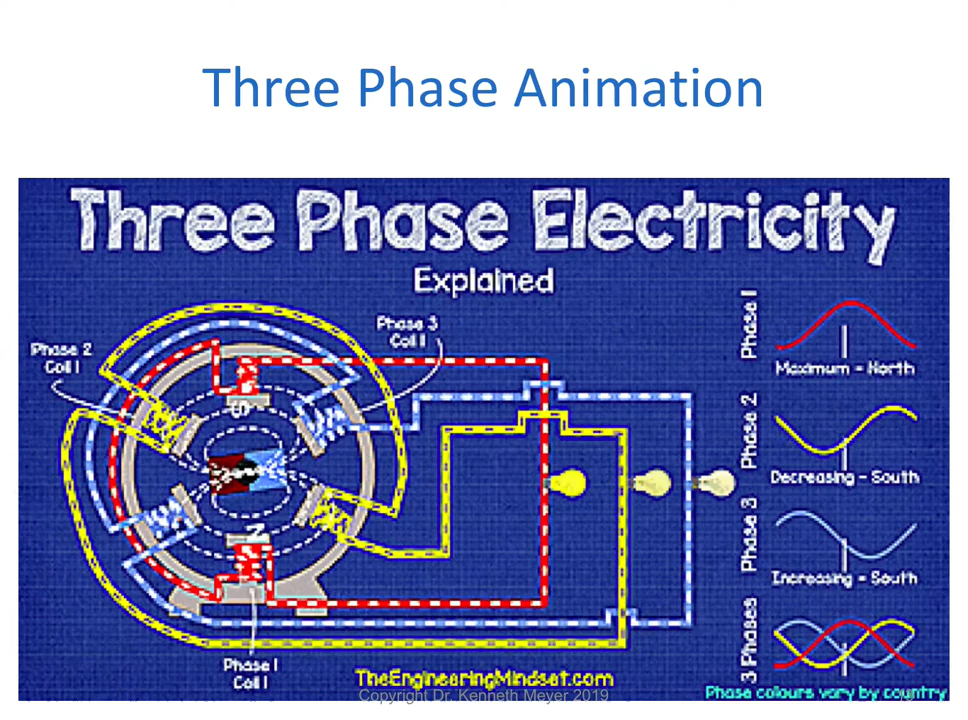 Three Phase Animation
Three Phase Electricity
Explained
Phase 3
Coil 1
Phase 2
Coil 1
S
N
Phase 1
Coil 1
Phase 1
Maximum - North
Phase 2
Decreasing - South
Phase 3
Increasing - South
3 Phases
TheEngineeringMindset.com
Copyright Dr. Kenneth Meyer 2019
Phase colours vary by country